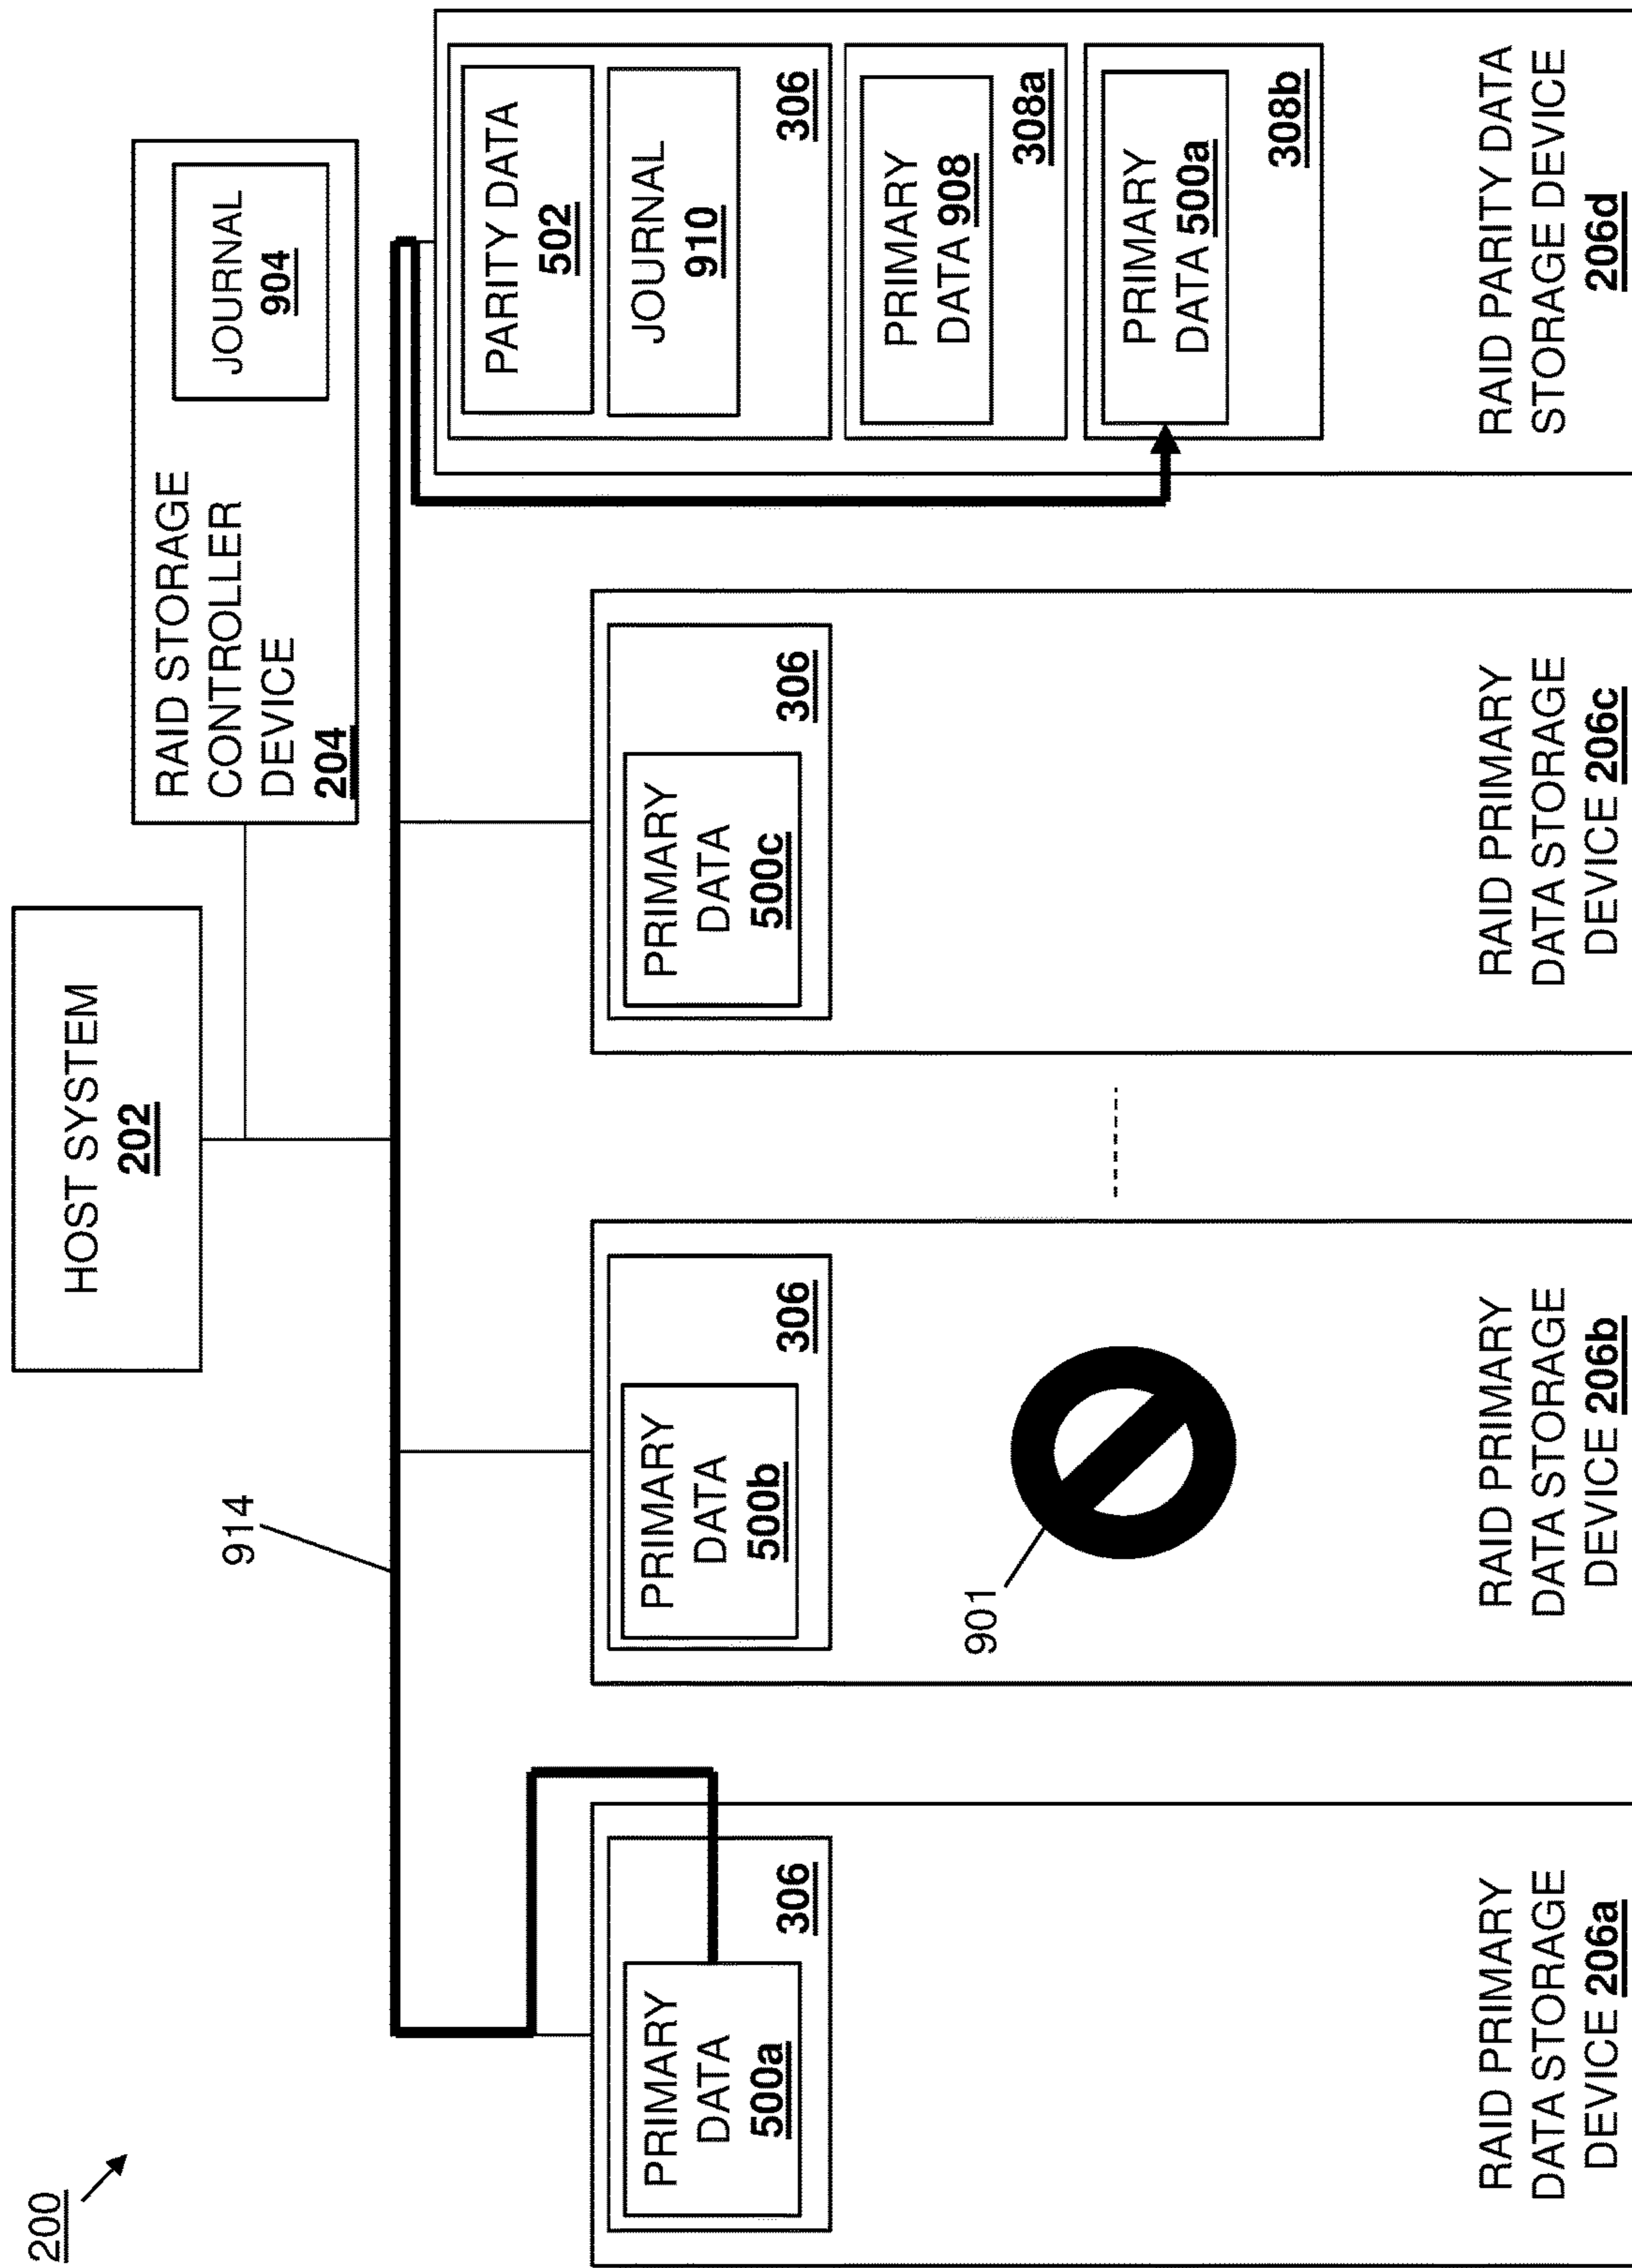 200
HOST SYSTEM
202
RAID STORAGE
CONTROLLER
DEVICE
204
JOURNAL
904
914
PRIMARY
DATA
500a
306
RAID PRIMARY
DATA STORAGE
DEVICE 206a
PRIMARY
DATA
500b
306
901
RAID PRIMARY
DATA STORAGE
DEVICE 206b
PRIMARY
DATA
500c
306
RAID PRIMARY
DATA STORAGE
DEVICE 206c
PARITY DATA
502
JOURNAL
910
306
PRIMARY
DATA 908
308a
PRIMARY
DATA 500a
308b
RAID PARITY DATA
STORAGE DEVICE
206d